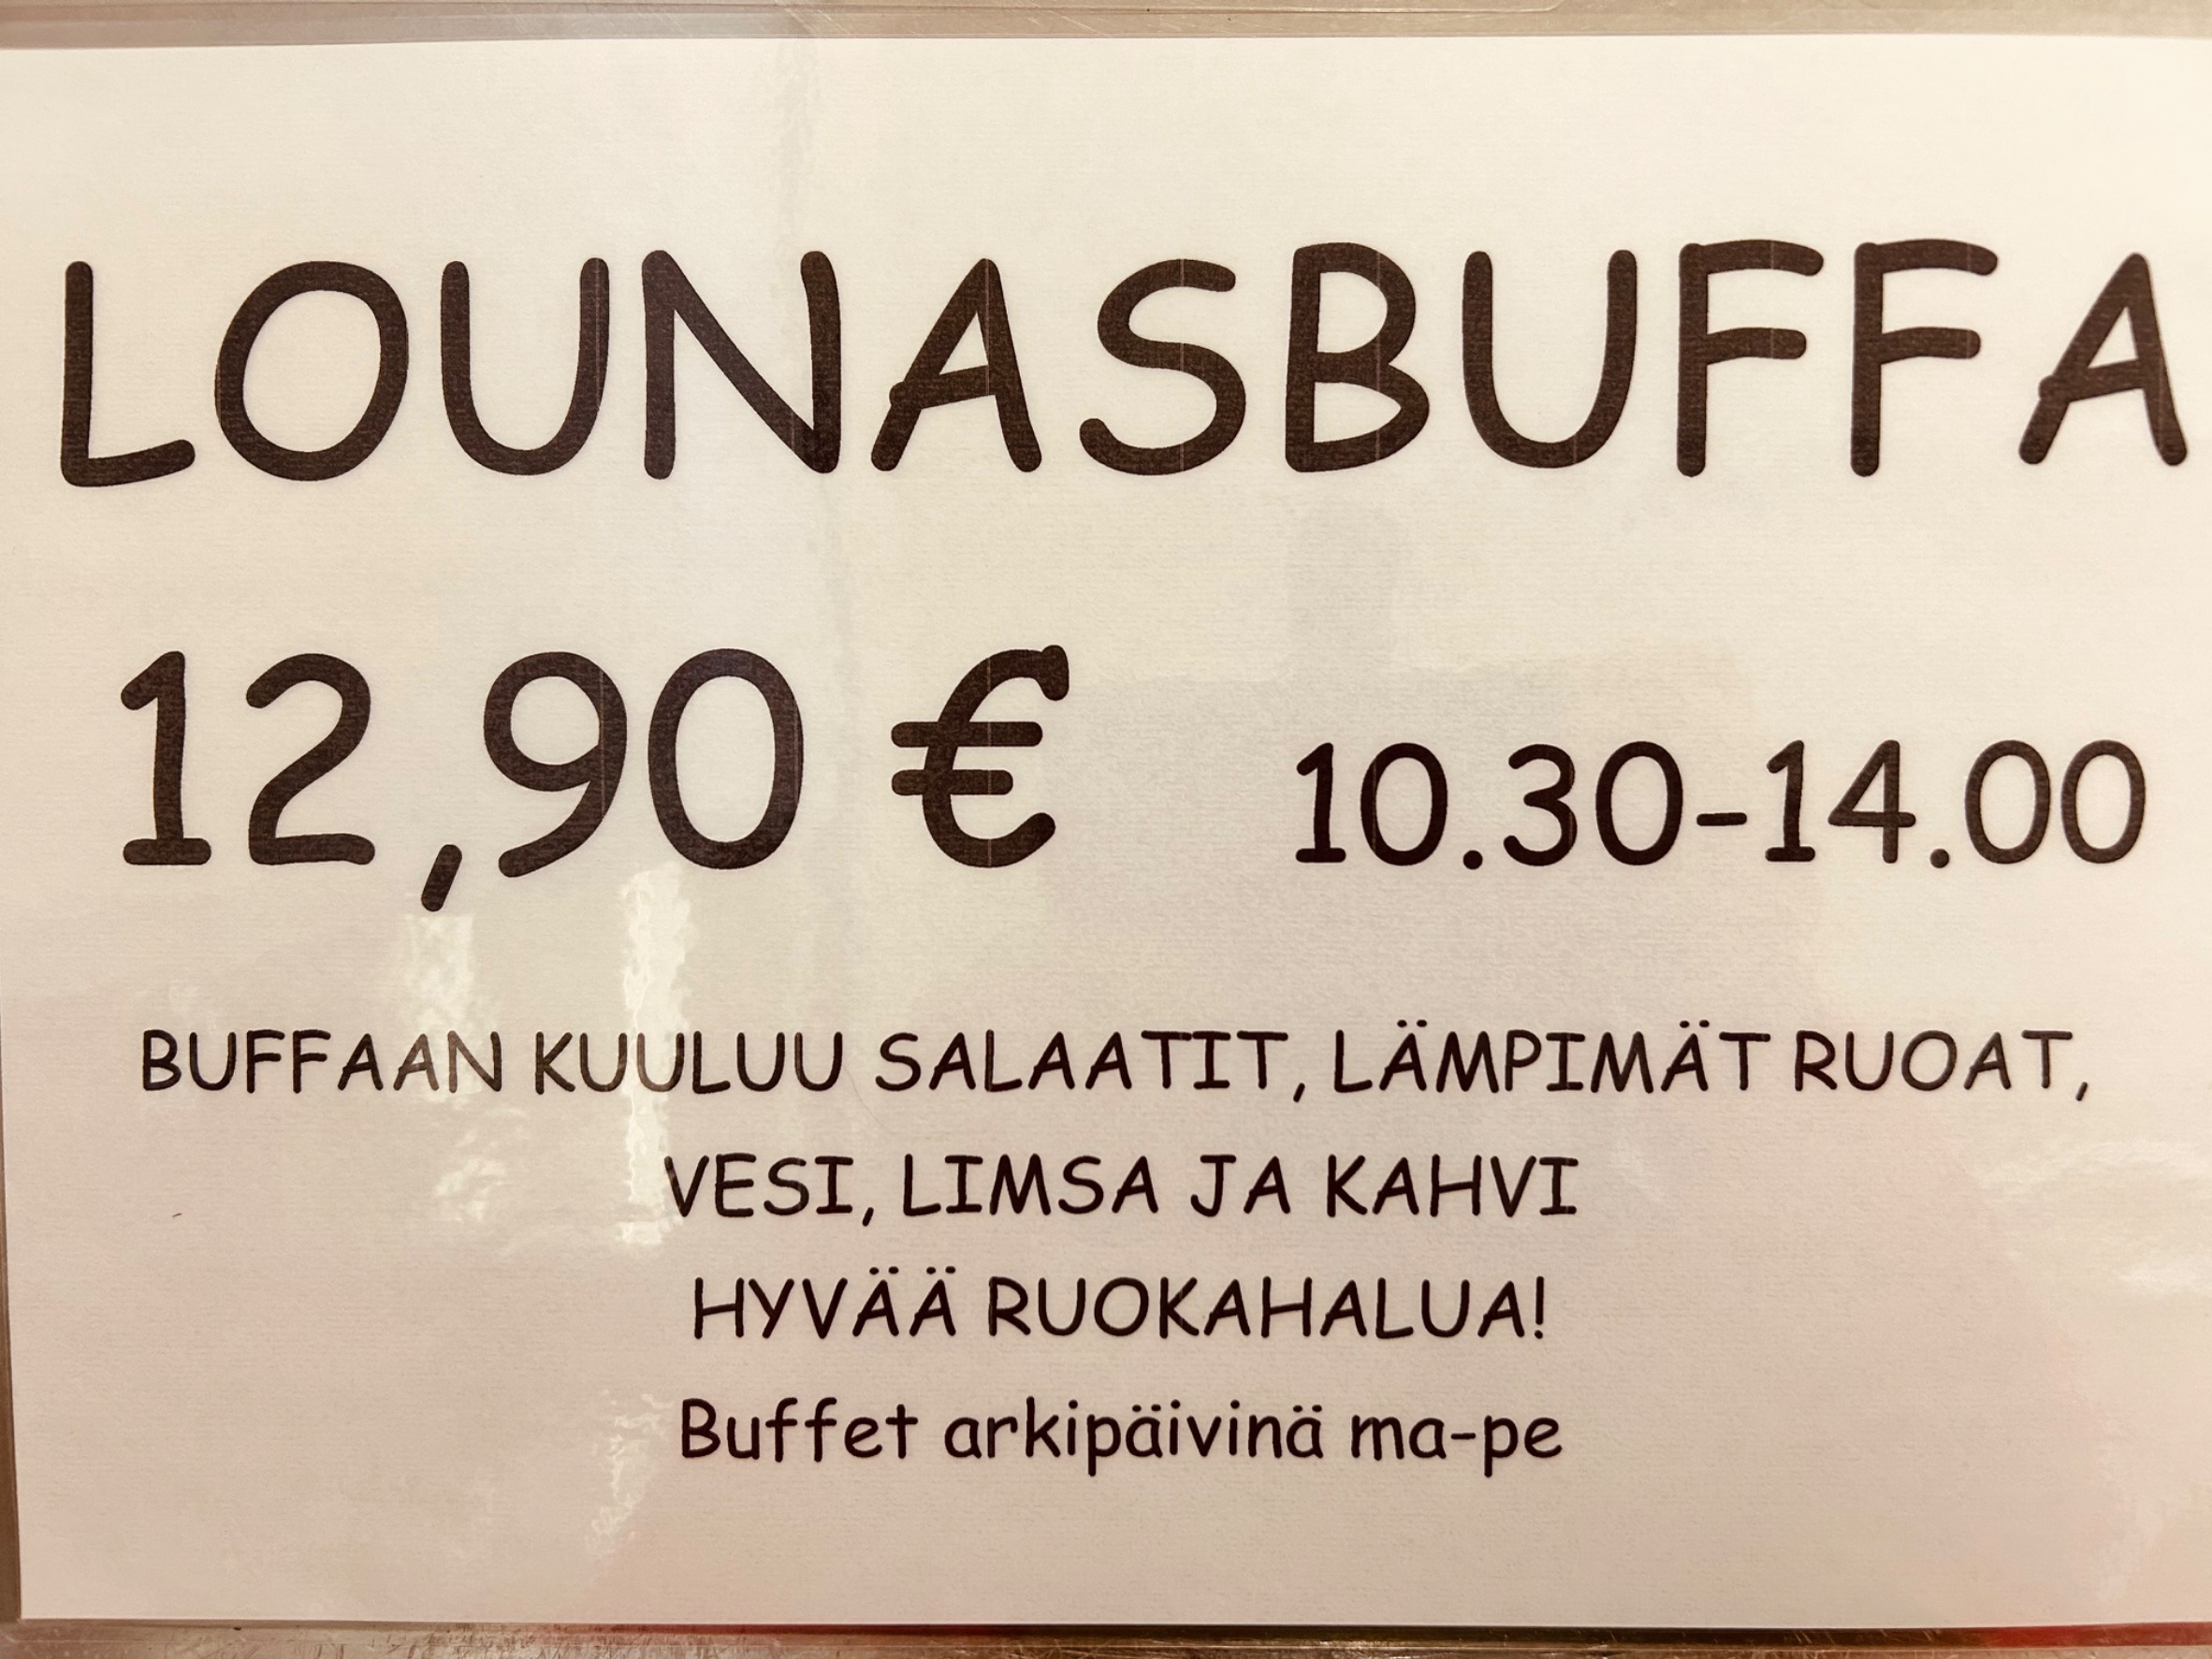 LOUNASBUFFA
12,90 € 10.30-14.00
BUFFAAN KUULUU SALAATIT, LÄMPIMÄT RUOAT,
VESI, LIMSA JA KAHVI
HYVÄÄ RUOKAHALUA!
Buffet arkipäivinä ma-pe